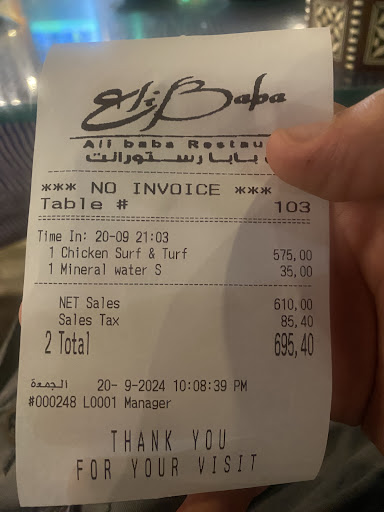 Ali Baba
Ali baba Restau
بابا رستورانت
*** NO INVOICE ***
Table # 103
Time In: 20-09 21:03
1 Chicken Surf & Turf 575,00
1 Mineral water S 35,00
NET Sales 610,00
Sales Tax 85,40
2 Total 695,40
الجمعة 20- 9-2024 10:08:39 PM
#000248 L0001 Manager
THANK YOU
FOR YOUR VISIT